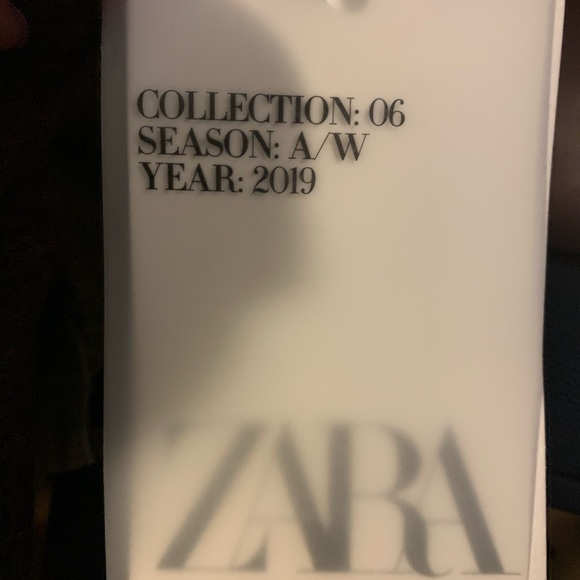 COLLECTION: 06
SEASON: A/W
YEAR: 2019
ZARA